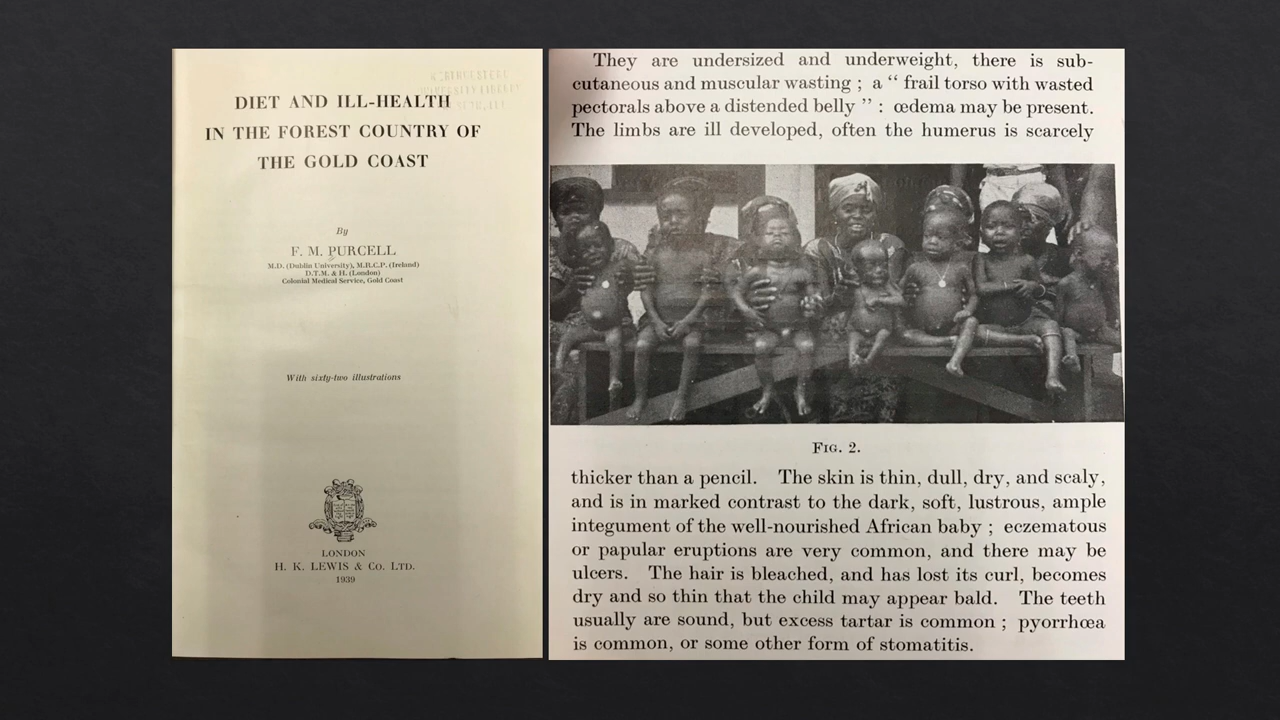 DIET AND ILL-HEALTH
IN THE FOREST COUNTRY OF
THE GOLD COAST
By
F. M. PURCELL
M.D. (Dublin University), M.R.C.P. (Ireland)
D.T.M. & H. (London)
Colonial Medical Service, Gold Coast
With sixty-two illustrations
LONDON
H. K. LEWIS & Co. LTD.
1939
They are undersized and underweight, there is sub-
cutaneous and muscular wasting ; a “ frail torso with wasted
pectorals above a distended belly ” : œdema may be present.
The limbs are ill developed, often the humerus is scarcely
FIG. 2.
thicker than a pencil. The skin is thin, dull, dry, and scaly,
and is in marked contrast to the dark, soft, lustrous, ample
integument of the well-nourished African baby ; eczematous
or papular eruptions are very common, and there may be
ulcers. The hair is bleached, and has lost its curl, becomes
dry and so thin that the child may appear bald. The teeth
usually are sound, but excess tartar is common ; pyorrhœa
is common, or some other form of stomatitis.